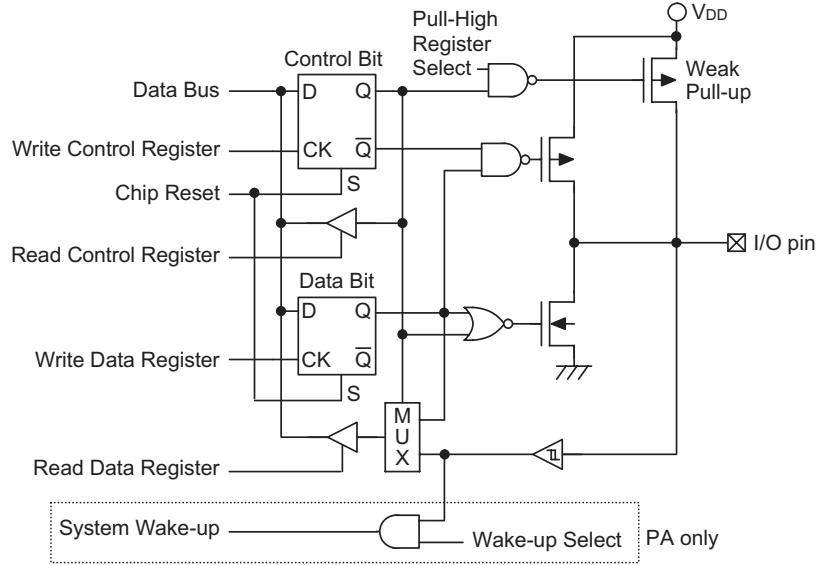 Pull-High
Register
Select
VDD
Control Bit
Weak
Pull-up
Data Bus
D
Q
Write Control Register
CK
Q
Chip Reset
S
Read Control Register
I/O pin
Data Bit
D
Q
Write Data Register
CK
Q
S
M
U
X
Read Data Register
System Wake-up
Wake-up Select
PA only